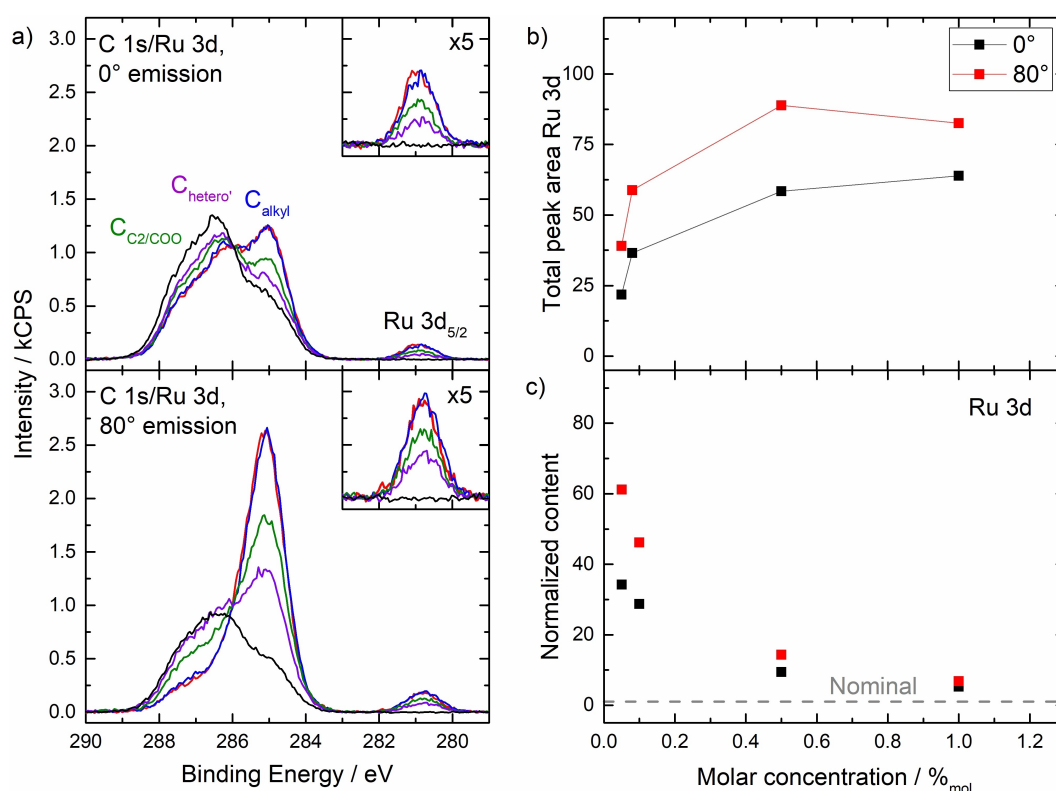 a)
C 1s/Ru 3d,
0° emission
x5
C_hetero'
C_alkyl
C_C2/COO
Ru 3d_5/2
3.0
2.5
2.0
1.5
1.0
0.5
0.0
C 1s/Ru 3d,
80° emission
x5
3.0
2.5
2.0
1.5
1.0
0.5
0.0
290 288 286 284 282 280
Intensity / kCPS
Binding Energy / eV
b)
0°
80°
100
75
50
25
0
Total peak area Ru 3d
c)
Ru 3d
80
60
40
20
0
Nominal
Normalized content
0.0 0.2 0.4 0.6 0.8 1.0 1.2
Molar concentration / %_mol